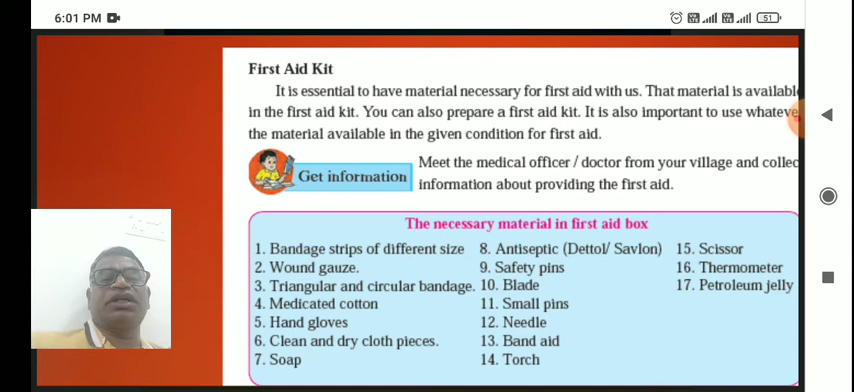 6:01 PM
51
First Aid Kit
It is essential to have material necessary for first aid with us. That material is available
in the first aid kit. You can also prepare a first aid kit. It is also important to use whateve
the material available in the given condition for first aid.
Get information
Meet the medical officer / doctor from your village and collec
information about providing the first aid.
The necessary material in first aid box
1. Bandage strips of different size
2. Wound gauze.
3. Triangular and circular bandage.
4. Medicated cotton
5. Hand gloves
6. Clean and dry cloth pieces.
7. Soap
8. Antiseptic (Dettol/ Savlon)
9. Safety pins
10. Blade
11. Small pins
12. Needle
13. Band aid
14. Torch
15. Scissor
16. Thermometer
17. Petroleum jelly